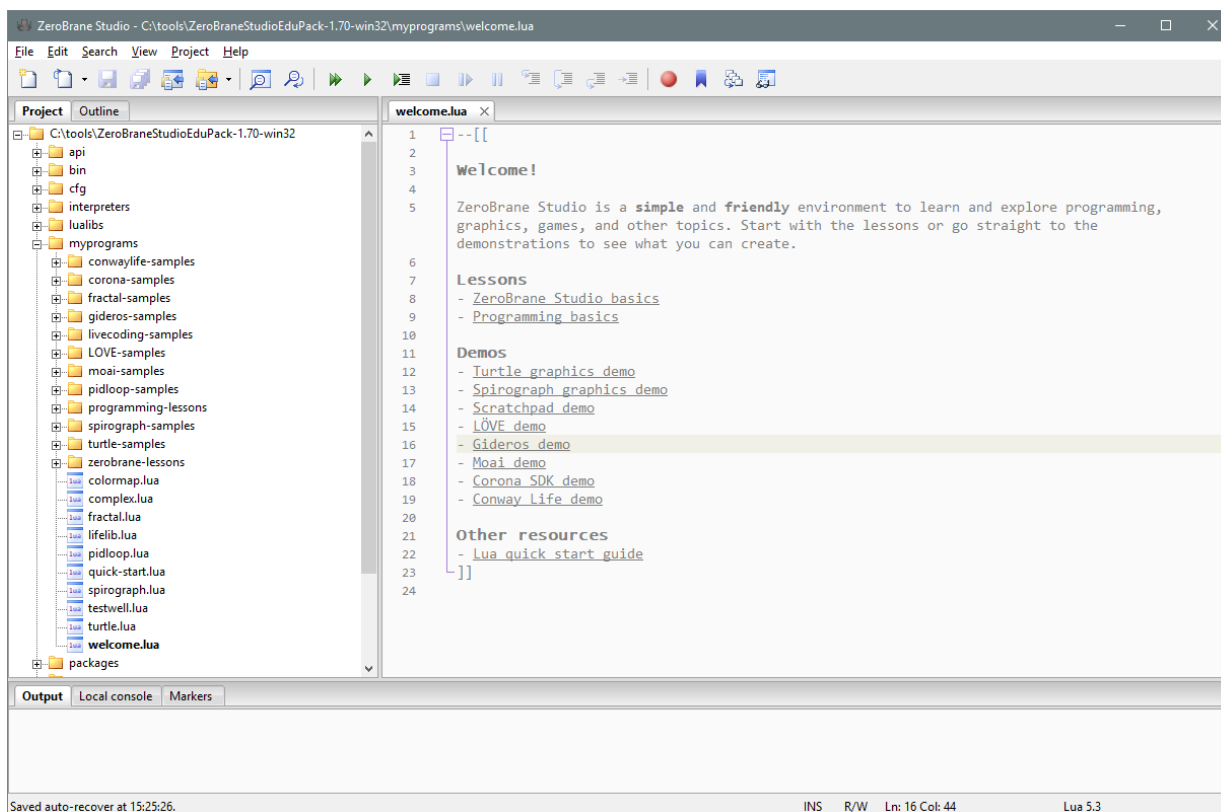 ZeroBrane Studio - C:\tools\ZeroBraneStudioEduPack-1.70-win32\myprograms\welcome.lua
File Edit Search View Project Help
Project Outline
C:\tools\ZeroBraneStudioEduPack-1.70-win32
api
bin
cfg
interpreters
lualibs
myprograms
conwaylife-samples
corona-samples
fractal-samples
gideros-samples
livecoding-samples
LOVE-samples
moai-samples
pidloop-samples
programming-lessons
spirograph-samples
turtle-samples
zerobrane-lessons
colormap.lua
complex.lua
fractal.lua
lifelib.lua
pidloop.lua
quick-start.lua
spirograph.lua
testwell.lua
turtle.lua
welcome.lua
packages
welcome.lua
1 --[[
2
3 Welcome!
4
5 ZeroBrane Studio is a simple and friendly environment to learn and explore programming,
graphics, games, and other topics. Start with the lessons or go straight to the
demonstrations to see what you can create.
6
7 Lessons
8 - ZeroBrane Studio basics
9 - Programming basics
10
11 Demos
12 - Turtle graphics demo
13 - Spirograph graphics demo
14 - Scratchpad demo
15 - LÖVE demo
16 - Gideros demo
17 - Moai demo
18 - Corona SDK demo
19 - Conway Life demo
20
21 Other resources
22 - Lua quick start guide
23 ]]
24
Output Local console Markers
Saved auto-recover at 15:25:26. INS R/W Ln: 16 Col: 44 Lua 5.3